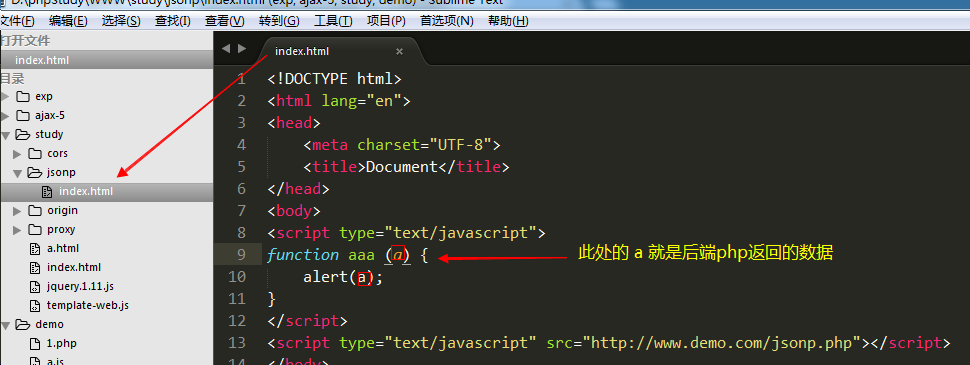 D:\phpStudy\WWW\study\jsonp\index.html (exp, ajax-5, study, demo) - Sublime Text
文件(F) 编辑(E) 选择(S) 查找(I) 查看(V) 转到(G) 工具(T) 项目(P) 首选项(N) 帮助(H)
打开文件
index.html
目录
exp
ajax-5
study
cors
jsonp
index.html
origin
proxy
a.html
index.html
jquery.1.11.js
template-web.js
demo
1.php
a.js
index.html ×
1 <!DOCTYPE html>
2 <html lang="en">
3 <head>
4 <meta charset="UTF-8">
5 <title>Document</title>
6 </head>
7 <body>
8 <script type="text/javascript">
9 function aaa (a) {
此处的 a 就是后端php返回的数据
10 alert(a);
11 }
12 </script>
13 <script type="text/javascript" src="http://www.demo.com/jsonp.php"></script>
14 </body>